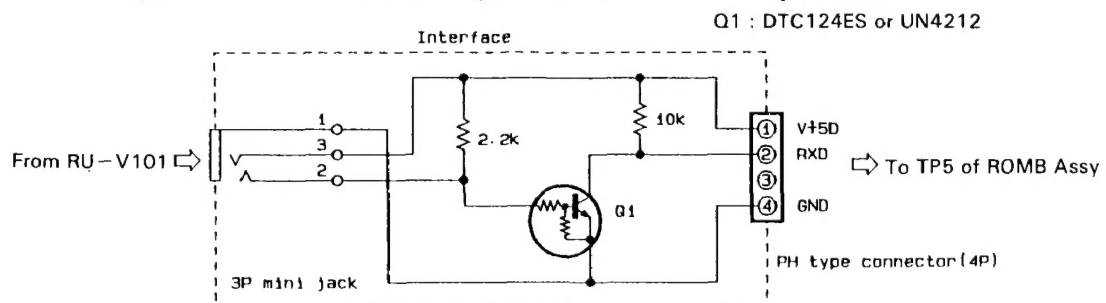 Q1 : DTC124ES or UN4212
Interface
1
3
2
2.2k
10k
Q1
① V+5D
② RXD
③
④ GND
From RU-V101 ⇨
⇨ To TP5 of ROMB Assy
3P mini jack
PH type connector(4P)